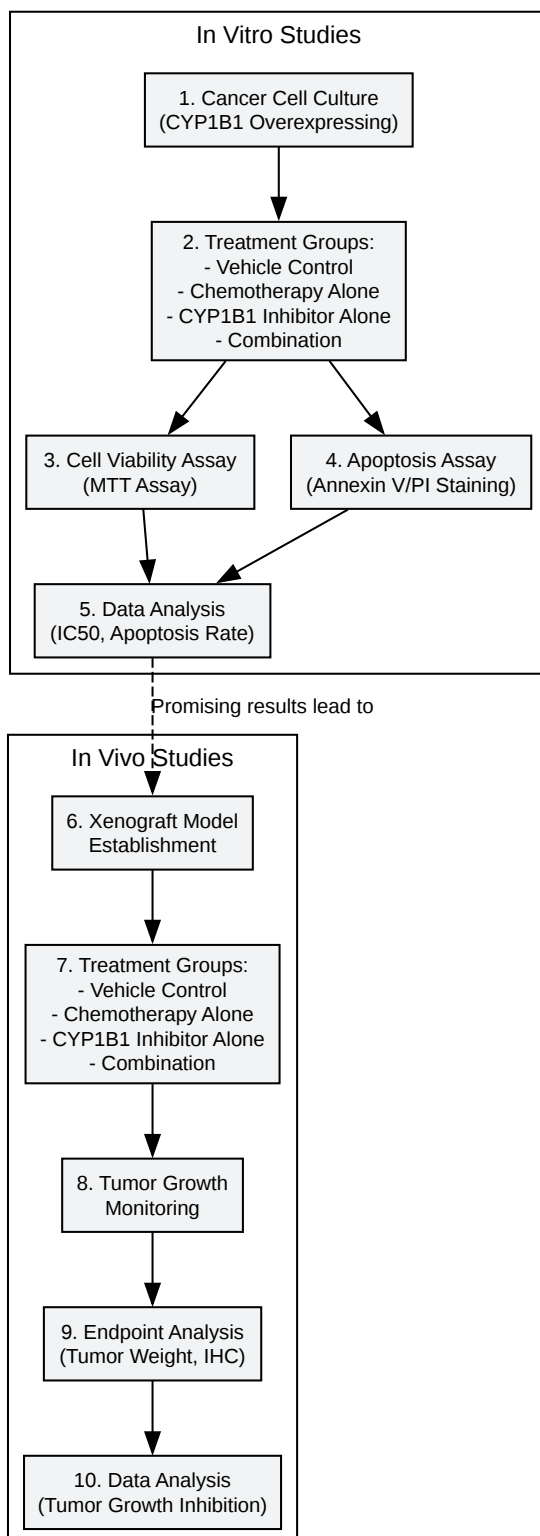 In Vitro Studies
1. Cancer Cell Culture
(CYP1B1 Overexpressing)
2. Treatment Groups:
- Vehicle Control
- Chemotherapy Alone
- CYP1B1 Inhibitor Alone
- Combination
3. Cell Viability Assay
(MTT Assay)
4. Apoptosis Assay
(Annexin V/PI Staining)
5. Data Analysis
(IC50, Apoptosis Rate)
Promising results lead to
In Vivo Studies
6. Xenograft Model
Establishment
7. Treatment Groups:
- Vehicle Control
- Chemotherapy Alone
- CYP1B1 Inhibitor Alone
- Combination
8. Tumor Growth
Monitoring
9. Endpoint Analysis
(Tumor Weight, IHC)
10. Data Analysis
(Tumor Growth Inhibition)